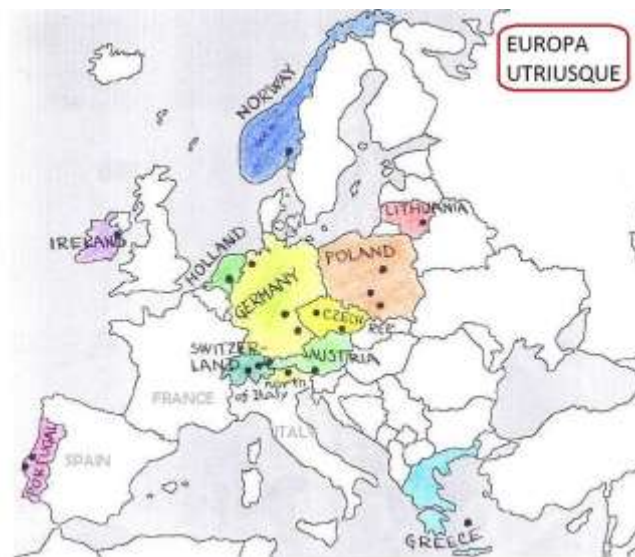 EUROPA
UTRIUSQUE
NORWAY
LITHUANIA
IRELAND
HOLLAND
POLAND
GERMANY
CZECH
REP.
SWITZER-
LAND
AUSTRIA
north
of Italy
FRANCE
ITALY
PORTUGAL
SPAIN
GREECE